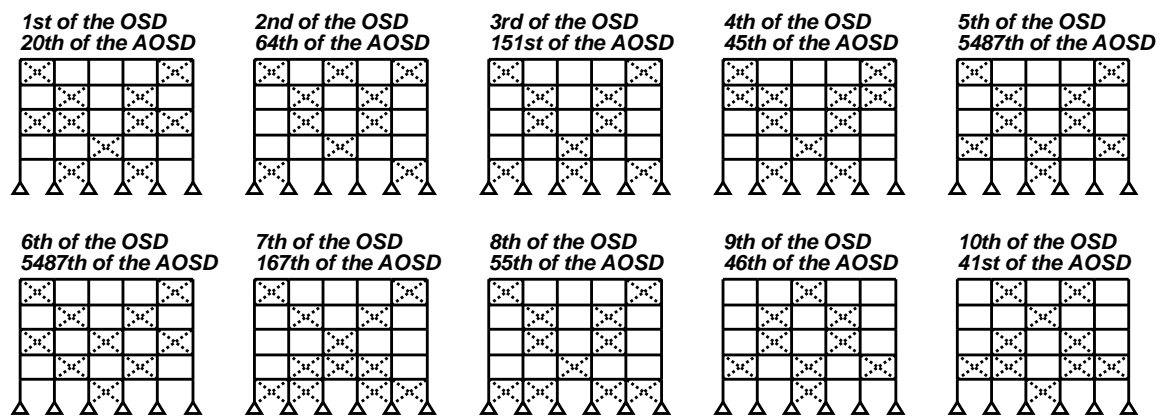 1st of the OSD
20th of the AOSD
2nd of the OSD
64th of the AOSD
3rd of the OSD
151st of the AOSD
4th of the OSD
45th of the AOSD
5th of the OSD
5487th of the AOSD
6th of the OSD
5487th of the AOSD
7th of the OSD
167th of the AOSD
8th of the OSD
55th of the AOSD
9th of the OSD
46th of the AOSD
10th of the OSD
41st of the AOSD